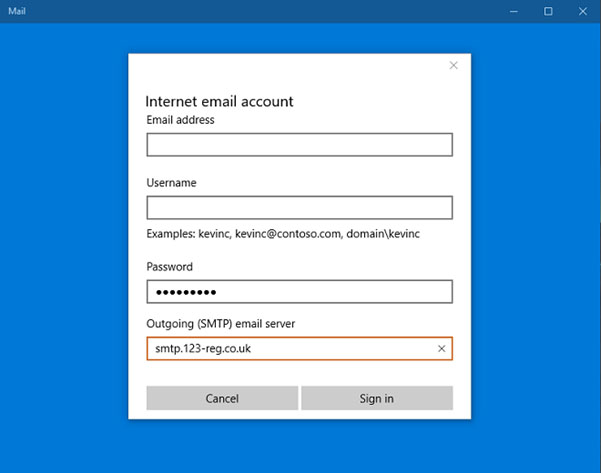 Mail
Internet email account
Email address
Username
Examples: kevinc, kevinc@contoso.com, domain\kevinc
Password
●●●●●●●●●
Outgoing (SMTP) email server
smtp.123-reg.co.uk
Cancel
Sign in